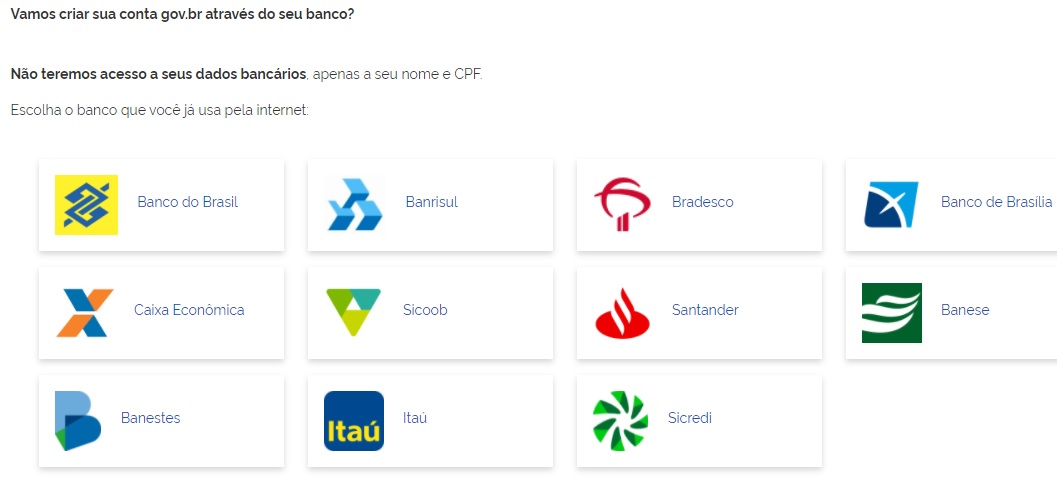 Vamos criar sua conta gov.br através do seu banco?
Não teremos acesso a seus dados bancários, apenas a seu nome e CPF.
Escolha o banco que você já usa pela internet:
Banco do Brasil
Banrisul
Bradesco
Banco de Brasília
Caixa Econômica
Sicoob
Santander
Banese
Banestes
Itaú
Itaú
Sicredi